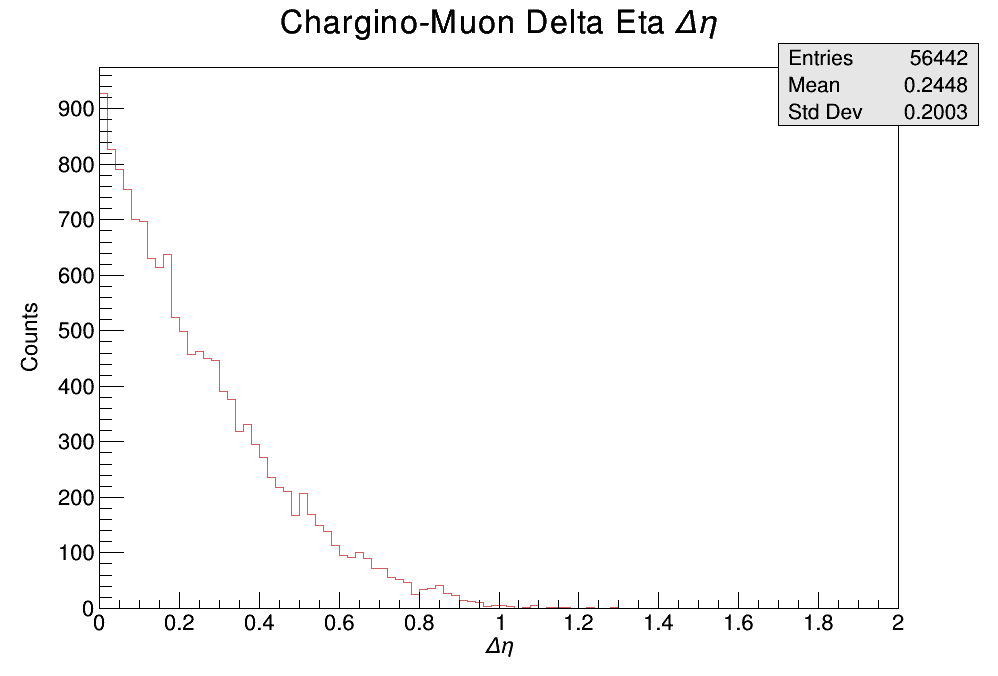 Chargino-Muon Delta Eta Δη
Entries 56442
Mean 0.2448
Std Dev 0.2003
900
800
700
600
500
400
300
200
100
0
Counts
0 0.2 0.4 0.6 0.8 1 1.2 1.4 1.6 1.8 2
Δη